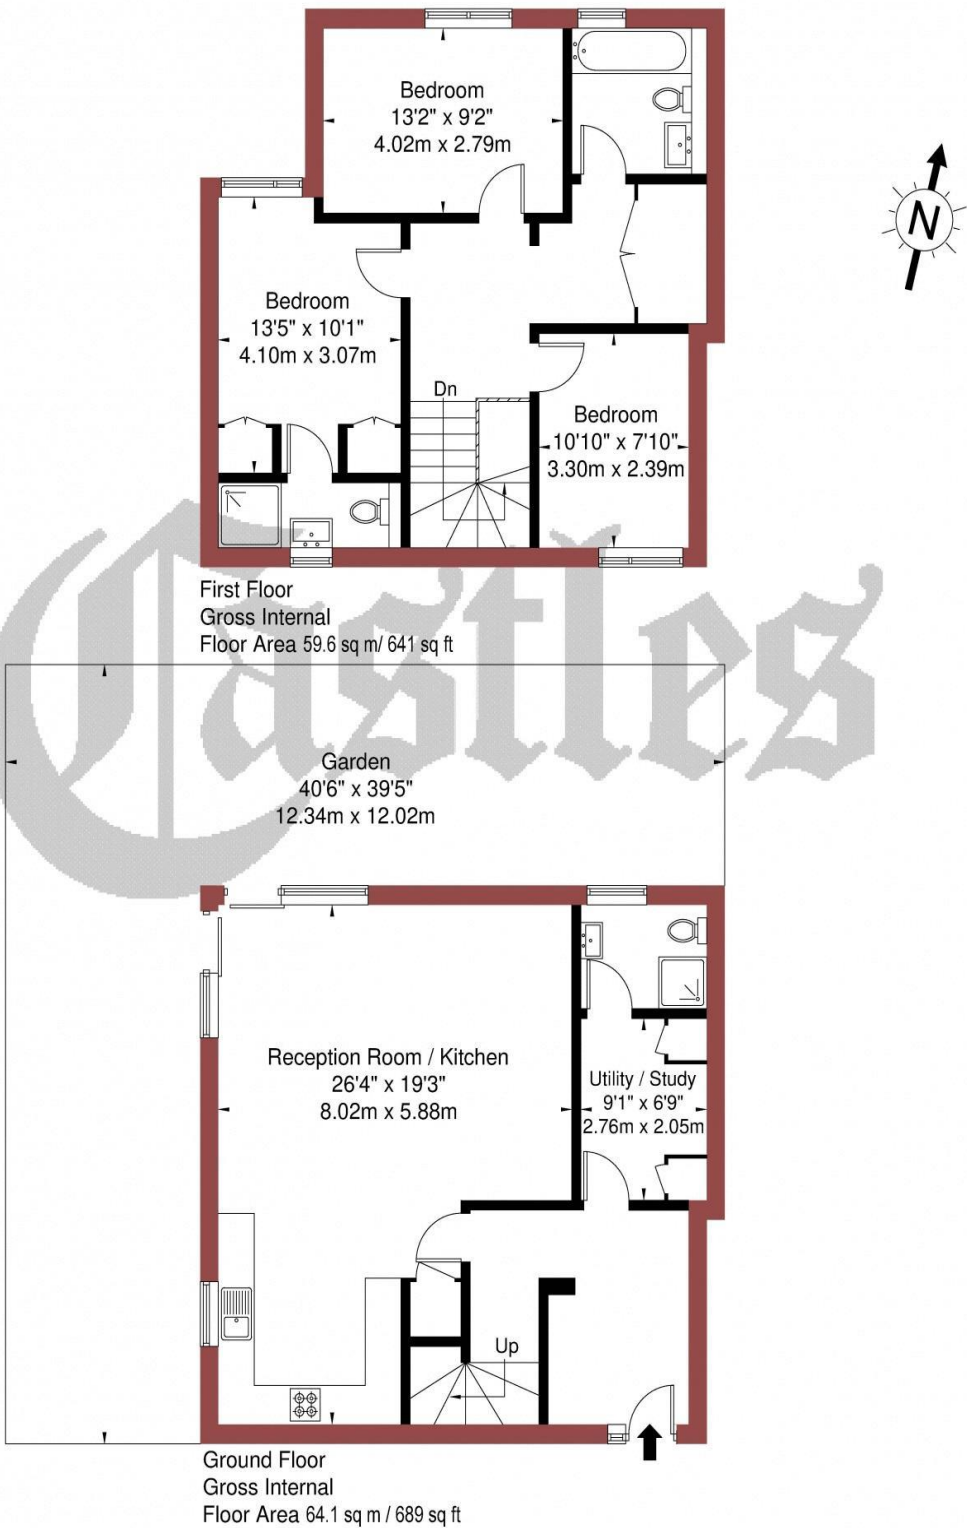 Bedroom
13'2" x 9'2"
4.02m x 2.79m
N
Bedroom
13'5" x 10'1"
4.10m x 3.07m
Dn
Bedroom
10'10" x 7'10"
3.30m x 2.39m
First Floor
Gross Internal
Floor Area 59.6 sq m/ 641 sq ft
Castles
Garden
40'6" x 39'5"
12.34m x 12.02m
Reception Room / Kitchen
26'4" x 19'3"
8.02m x 5.88m
Utility / Study
9'1" x 6'9"
2.76m x 2.05m
Up
Ground Floor
Gross Internal
Floor Area 64.1 sq m / 689 sq ft